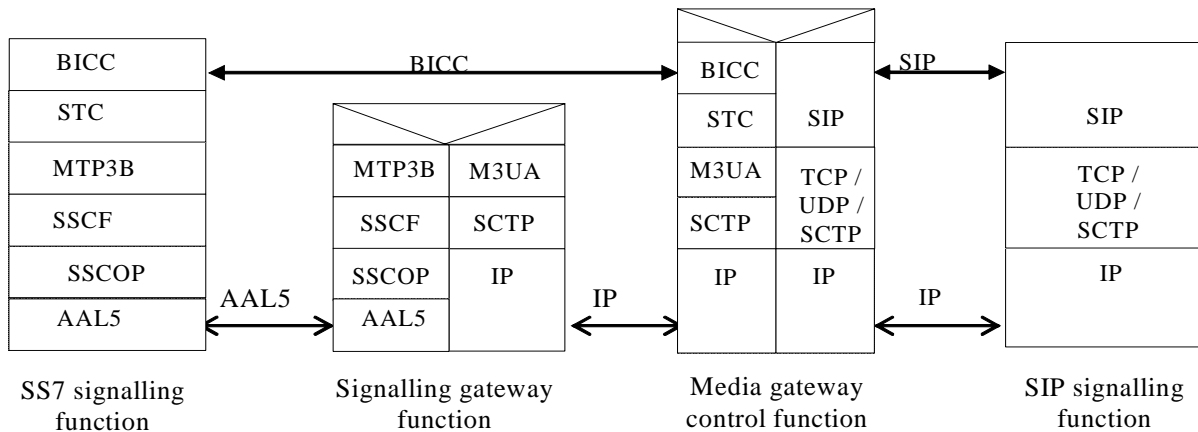 BICC
STC
MTP3B
SSCF
SSCOP
AAL5
SS7 signalling
function
BICC
AAL5
MTP3B
SSCF
SSCOP
AAL5
M3UA
SCTP
IP
Signalling gateway
function
IP
BICC
STC
M3UA
SCTP
IP
SIP
TCP /
UDP /
SCTP
IP
Media gateway
control function
SIP
IP
SIP
TCP /
UDP /
SCTP
IP
SIP signalling
function